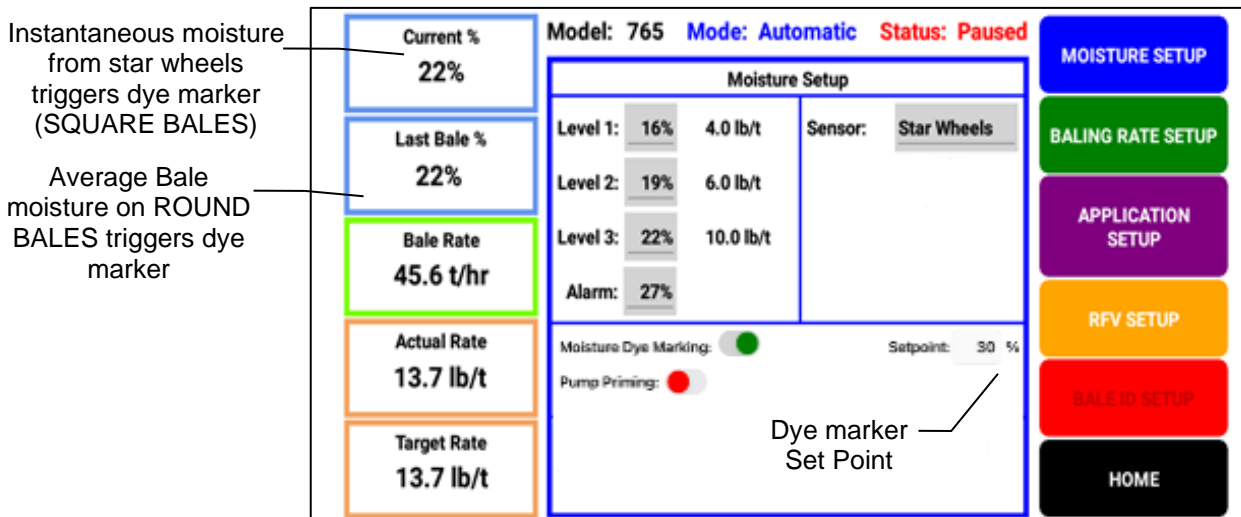 Instantaneous moisture
from star wheels
triggers dye marker
(SQUARE BALES)
Average Bale
moisture on ROUND
BALES triggers dye
marker
Current %
22%
Last Bale %
22%
Bale Rate
45.6 t/hr
Actual Rate
13.7 lb/t
Target Rate
13.7 lb/t
Model: 765 Mode: Automatic Status: Paused
Moisture Setup
Level 1: 16% 4.0 lb/t
Level 2: 19% 6.0 lb/t
Level 3: 22% 10.0 lb/t
Alarm: 27%
Sensor: Star Wheels
Moisture Dye Marking: Setpoint: 30 %
Pump Priming:
Dye marker
Set Point
MOISTURE SETUP
BALING RATE SETUP
APPLICATION
SETUP
RFV SETUP
BALE ID SETUP
HOME